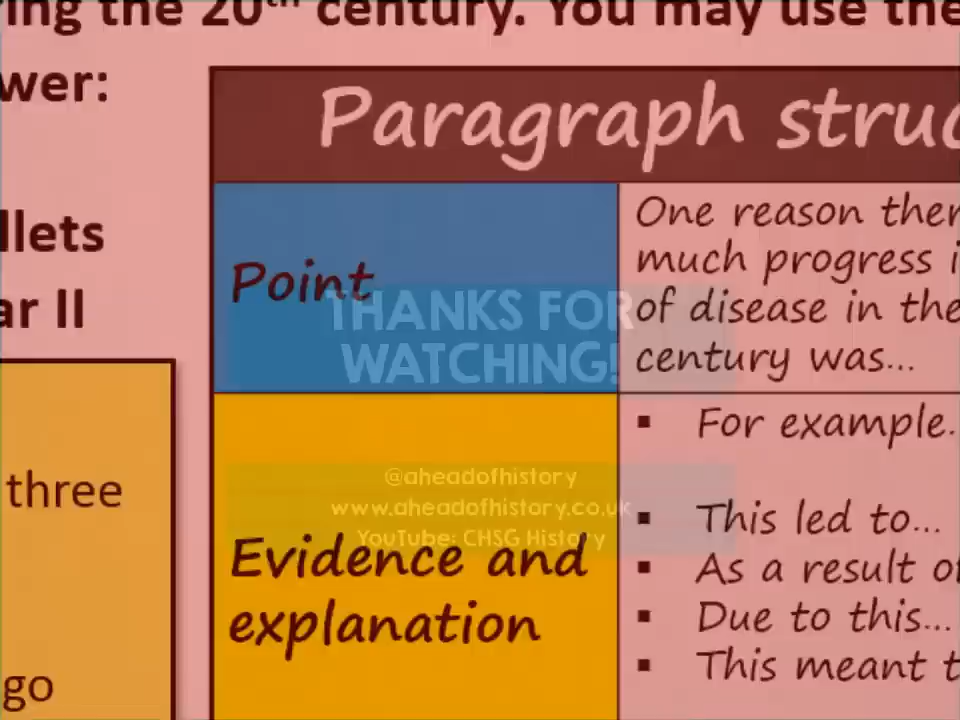 ing the 20th century. You may use the
wer:
llets
ar II
three
go
Paragraph struc
Point
One reason ther
much progress i
of disease in the
century was...
THANKS FOR
WATCHING!
▪ For example.
▪ This led to...
▪ As a result of
▪ Due to this...
▪ This meant t
@aheadofhistory
www.aheadofhistory.co.uk
YouTube: CHSG History
Evidence and
explanation